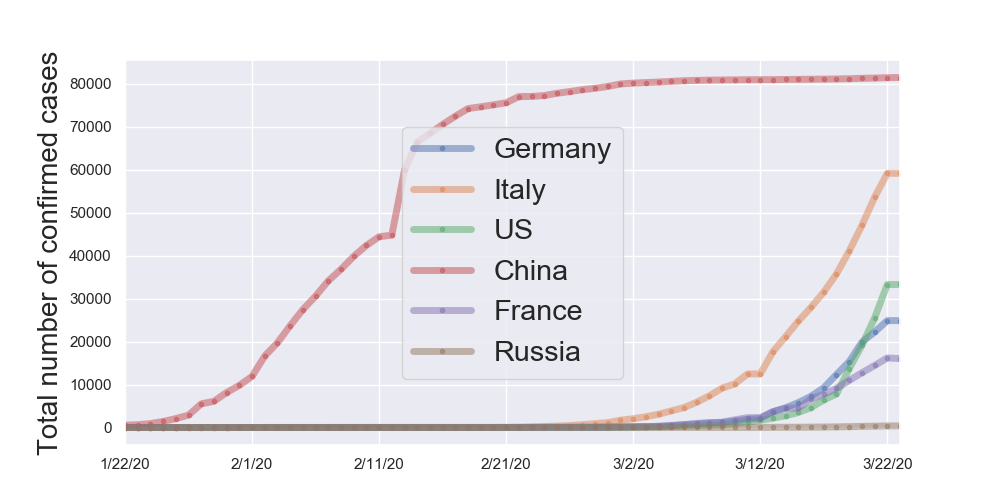 Total number of confirmed cases
80000
70000
60000
50000
40000
30000
20000
10000
0
Germany
Italy
US
China
France
Russia
1/22/20 2/1/20 2/11/20 2/21/20 3/2/20 3/12/20 3/22/20